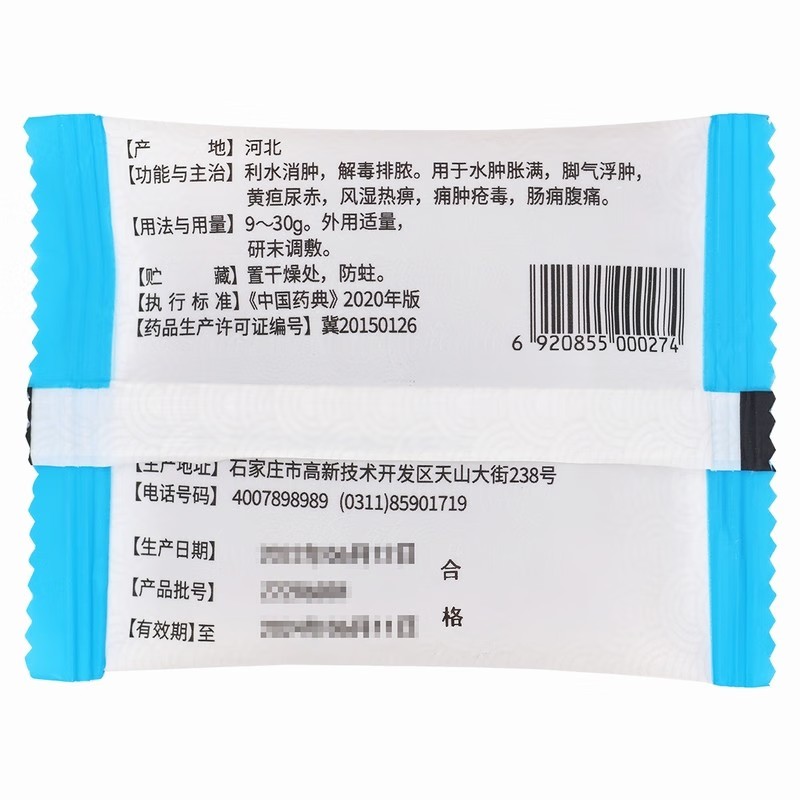 【产 地】河北
【功能与主治】利水消肿，解毒排脓。用于水肿胀满，脚气浮肿，
黄疸尿赤，风湿热痹，痈肿疮毒，肠痈腹痛。
【用法与用量】9～30g。外用适量，
研末调敷。
【贮 藏】置干燥处，防蛀。
【执行标准】《中国药典》2020年版
【药品生产许可证编号】冀20150126
6 920855 000274
【生产地址】石家庄市高新技术开发区天山大街238号
【电话号码】4007898989 (0311)85901719
【生产日期】
【产品批号】
【有效期】至
合
格